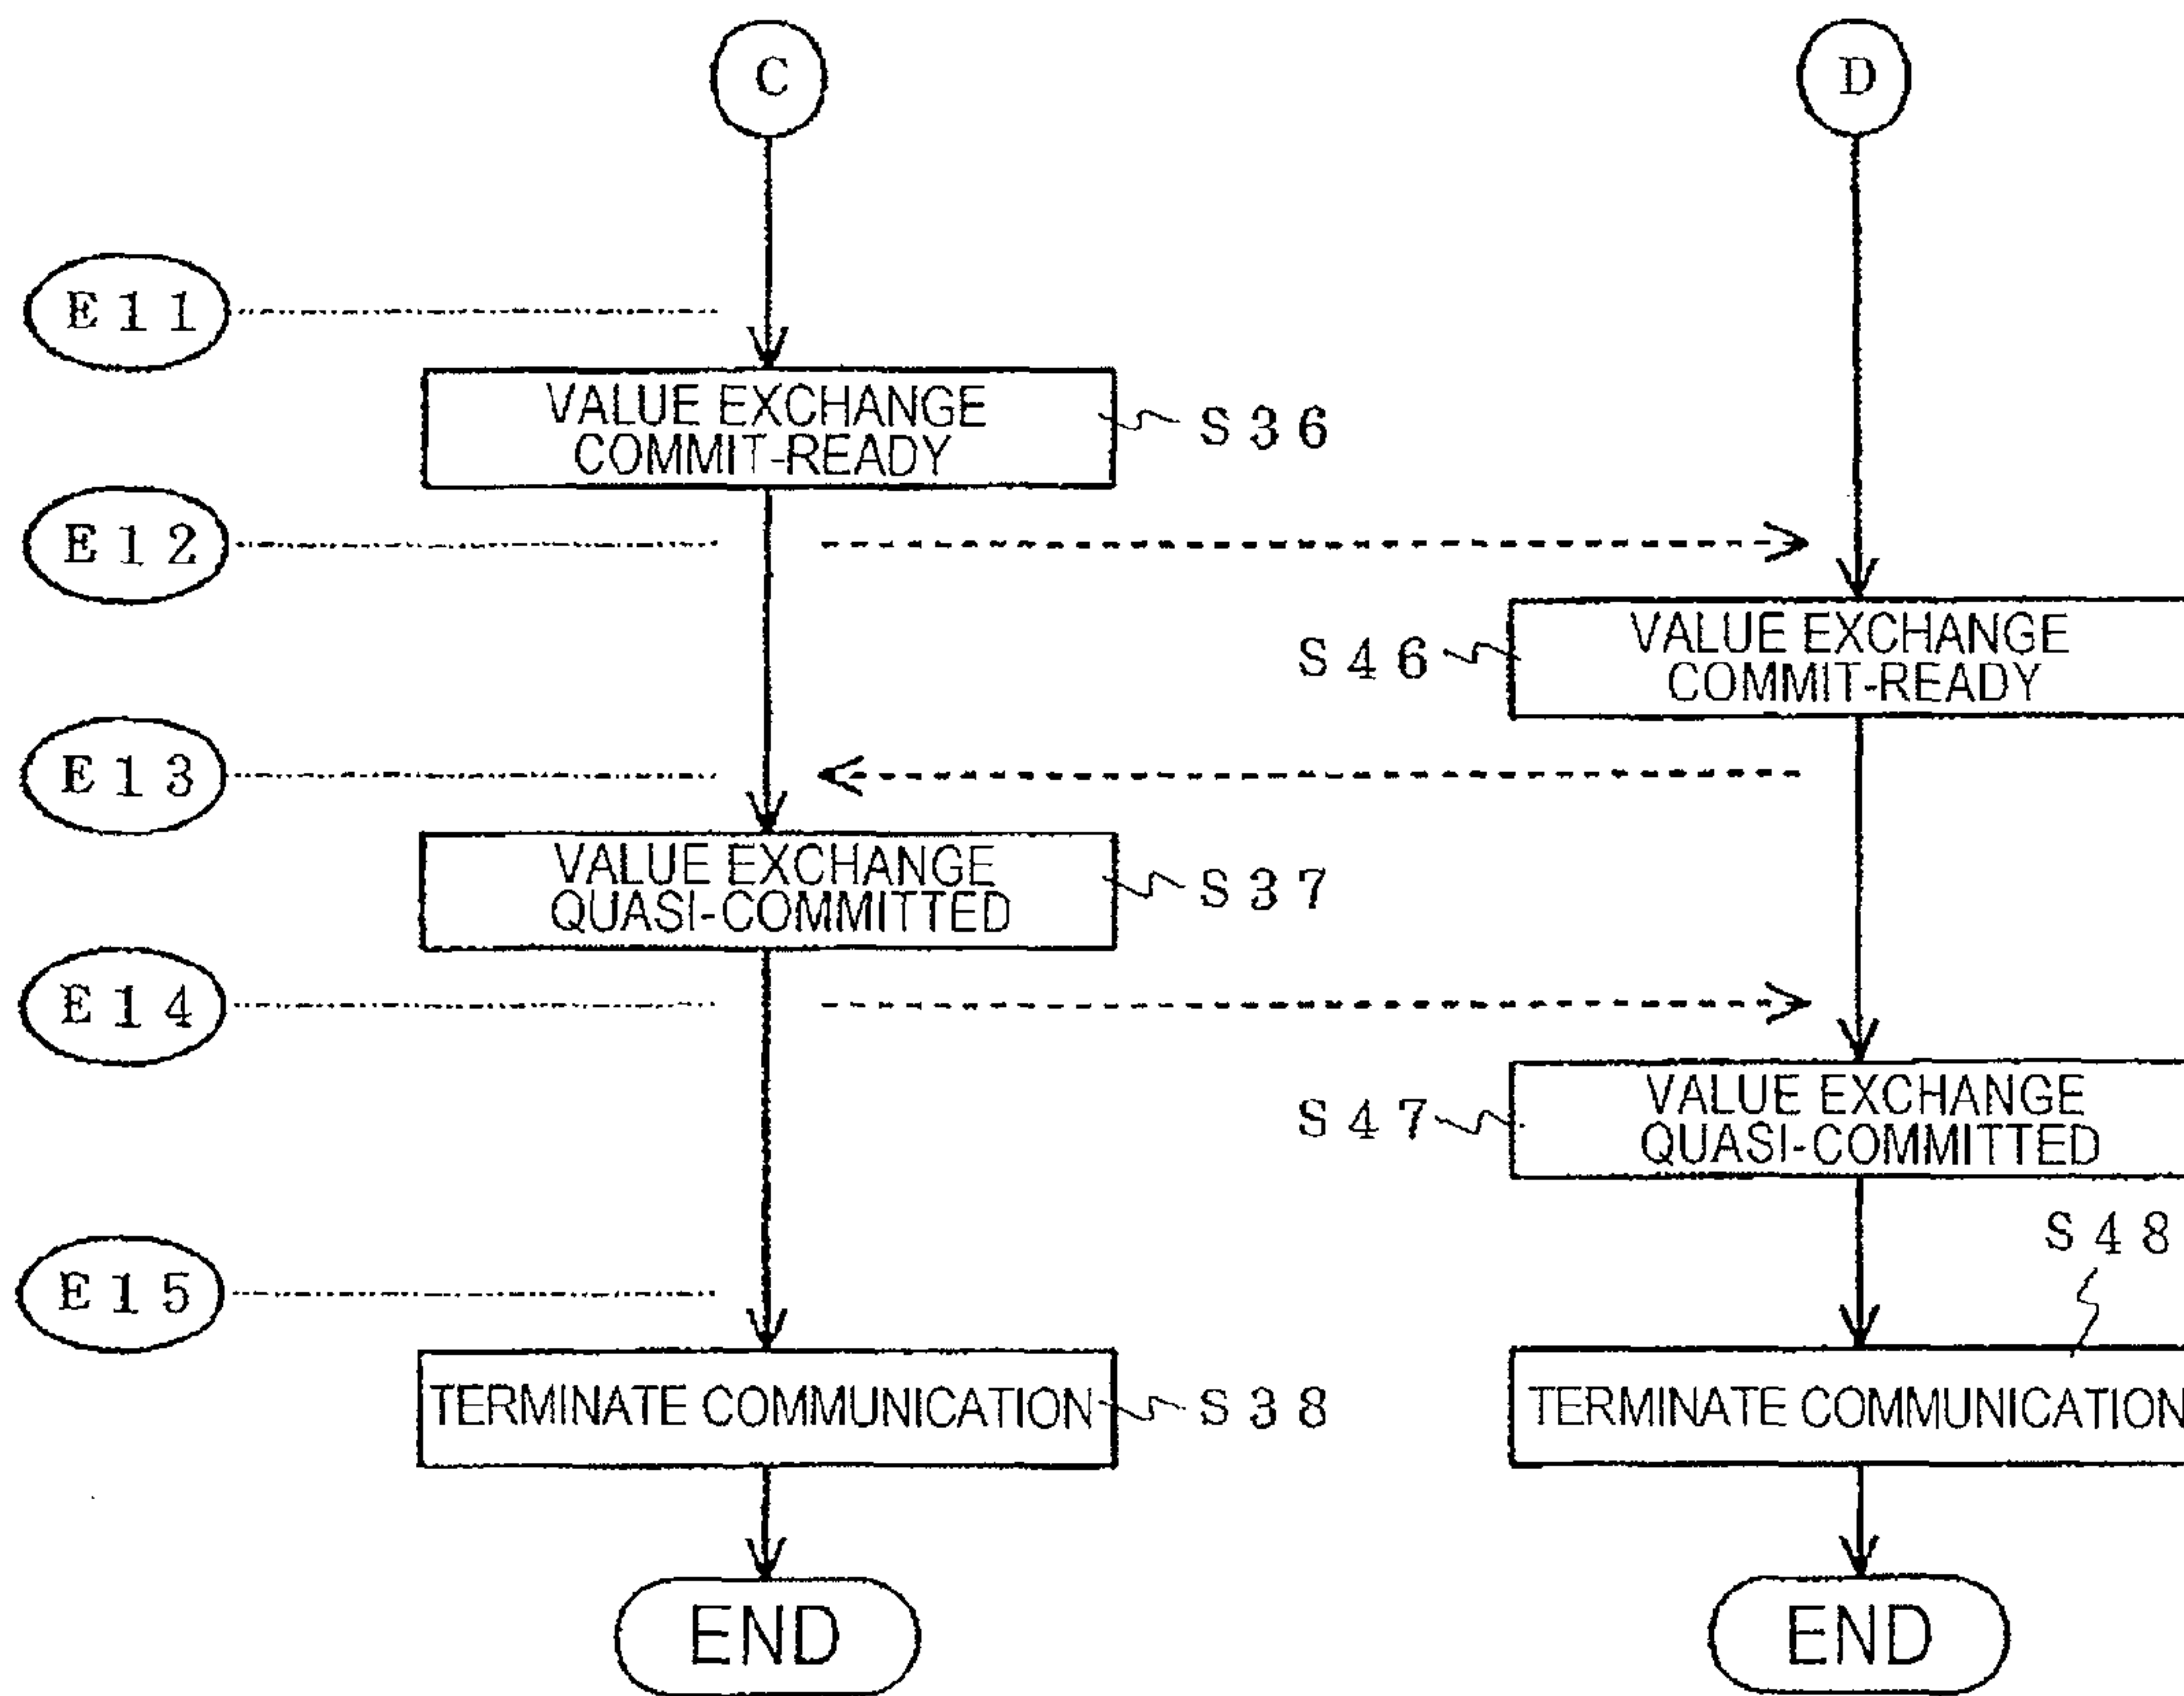 C
D
E11
VALUE EXCHANGE
COMMIT-READY
S36
E12
S46
VALUE EXCHANGE
COMMIT-READY
E13
VALUE EXCHANGE
QUASI-COMMITTED
S37
E14
S47
VALUE EXCHANGE
QUASI-COMMITTED
S48
E15
TERMINATE COMMUNICATION
S38
TERMINATE COMMUNICATION
END
END